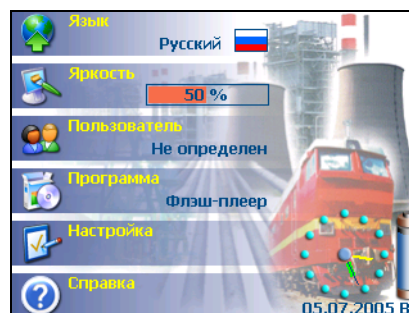 Язык
Русский
Яркость
50 %
Пользователь
Не определен
Программа
Флэш-плеер
Настройка
Справка
05.07.2005 В